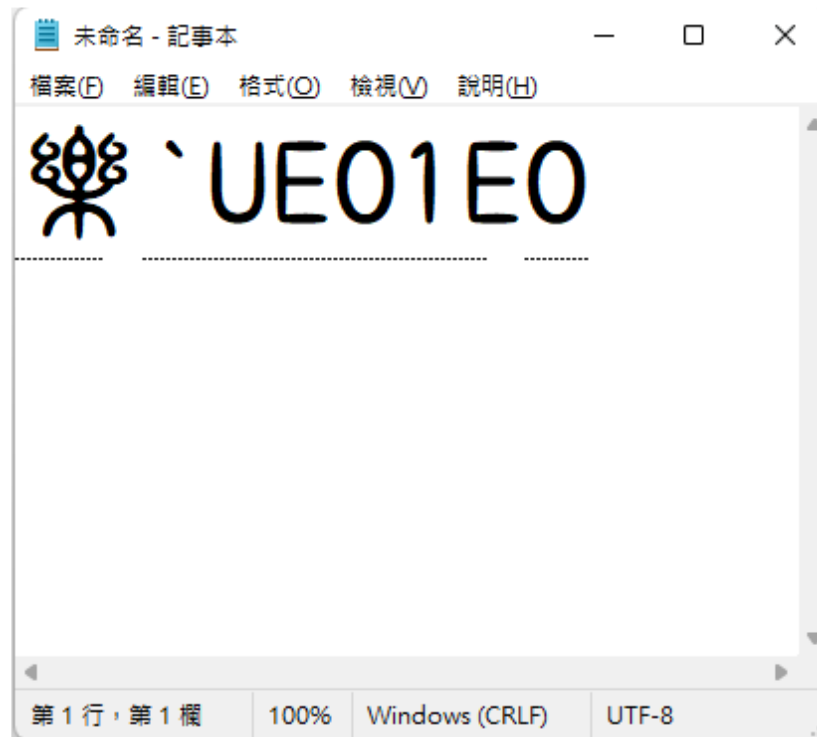 未命名 - 記事本
檔案(F) 編輯(E) 格式(O) 檢視(V) 說明(H)
樂`UE01E0
第 1 行，第 1 欄 100% Windows (CRLF) UTF-8